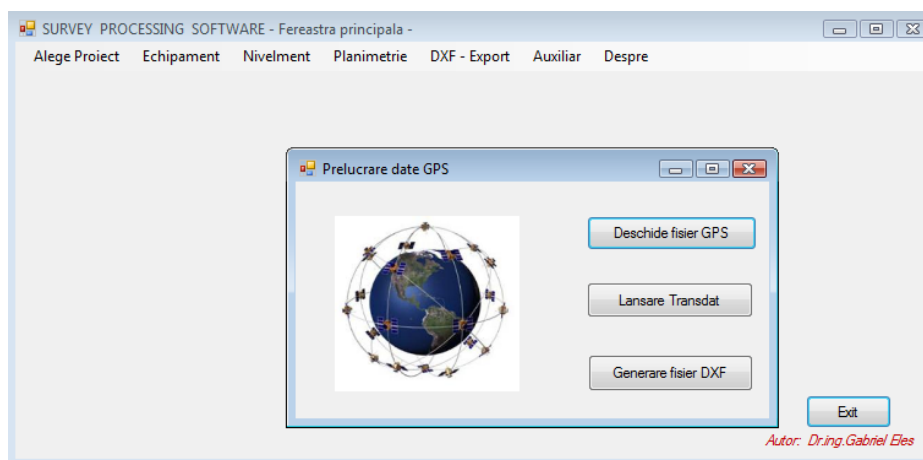 SURVEY PROCESSING SOFTWARE - Fereastra principala -
Alege Proiect Echipament Nivelment Planimetrie DXF - Export Auxiliar Despre
Prelucrare date GPS
Deschide fisier GPS
Lansare Transdat
Generare fisier DXF
Exit
Autor: Dr.ing.Gabriel Eles